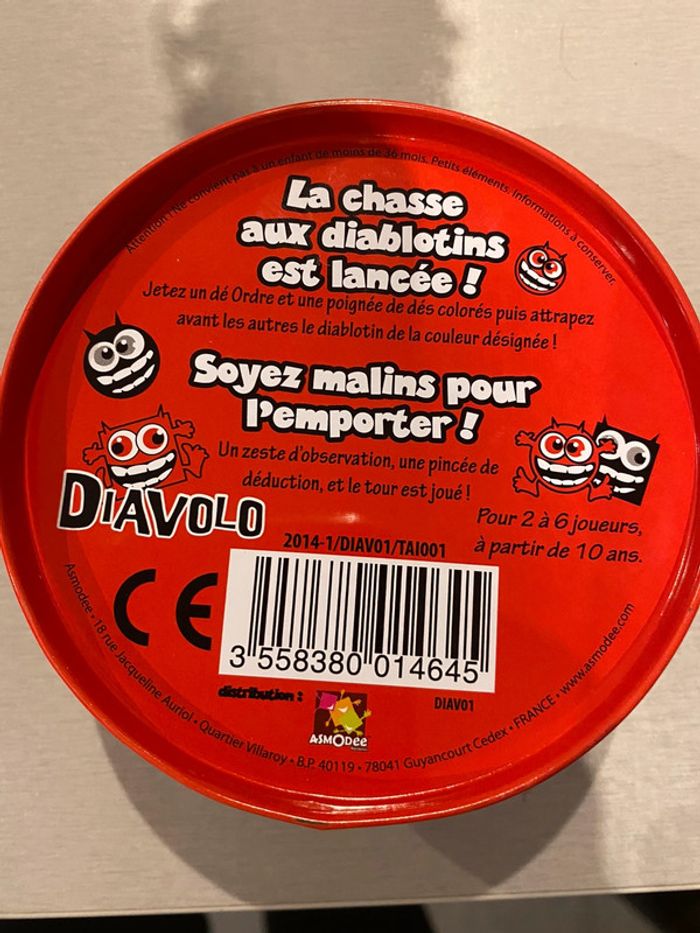 Attention ! Ne convient pas à un enfant de moins de 36 mois. Petits éléments. Informations à conserver.
La chasse
aux diablotins
est lancée !
Jetez un dé Ordre et une poignée de dés colorés puis attrapez
avant les autres le diablotin de la couleur désignée !
Soyez malins pour
l'emporter !
Un zeste d'observation, une pincée de
déduction, et le tour est joué !
DIAVOLO
Pour 2 à 6 joueurs,
à partir de 10 ans.
2014-1/DIAV01/TAI001
CE
3 558380 014645
DIAV01
distribution :
ASMODEE
Asmodee • 18 rue Jacqueline Auriol • Quartier Villaroy • B.P. 40119 • 78041 Guyancourt Cedex • FRANCE • www.asmodee.com